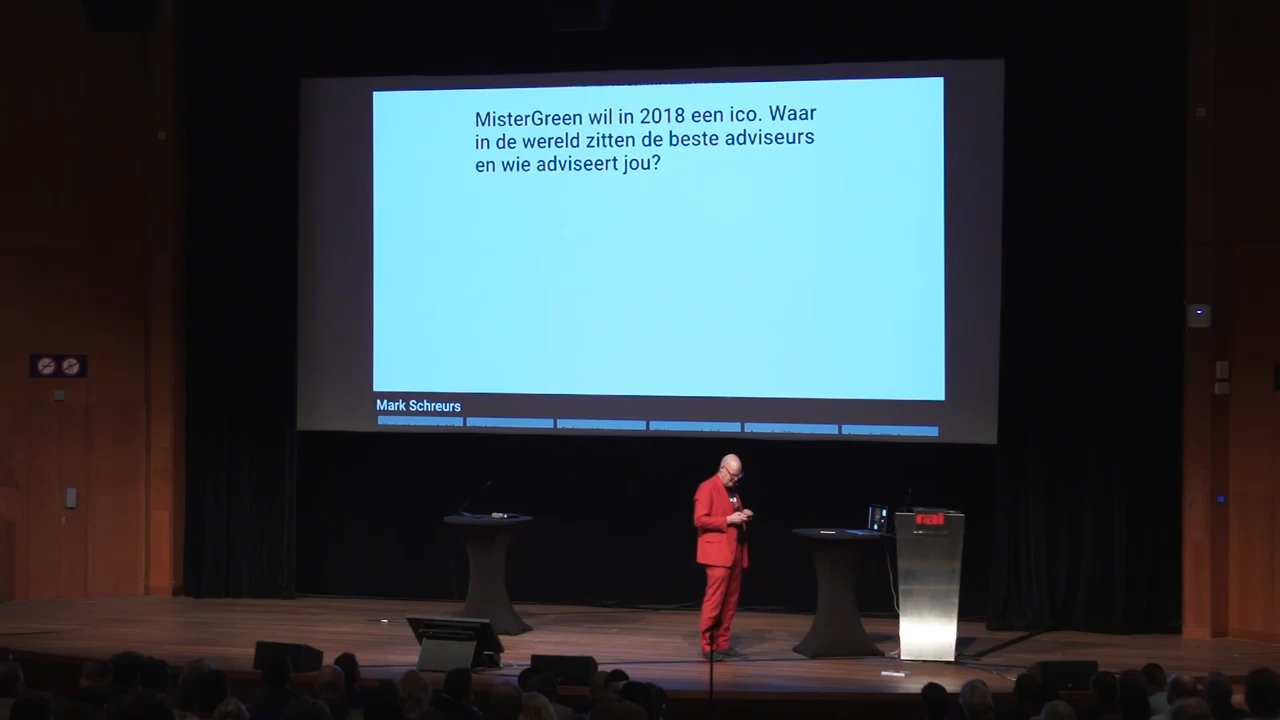 MisterGreen wil in 2018 een ico. Waar
in de wereld zitten de beste adviseurs
en wie adviseert jou?
Mark Schreurs
rai